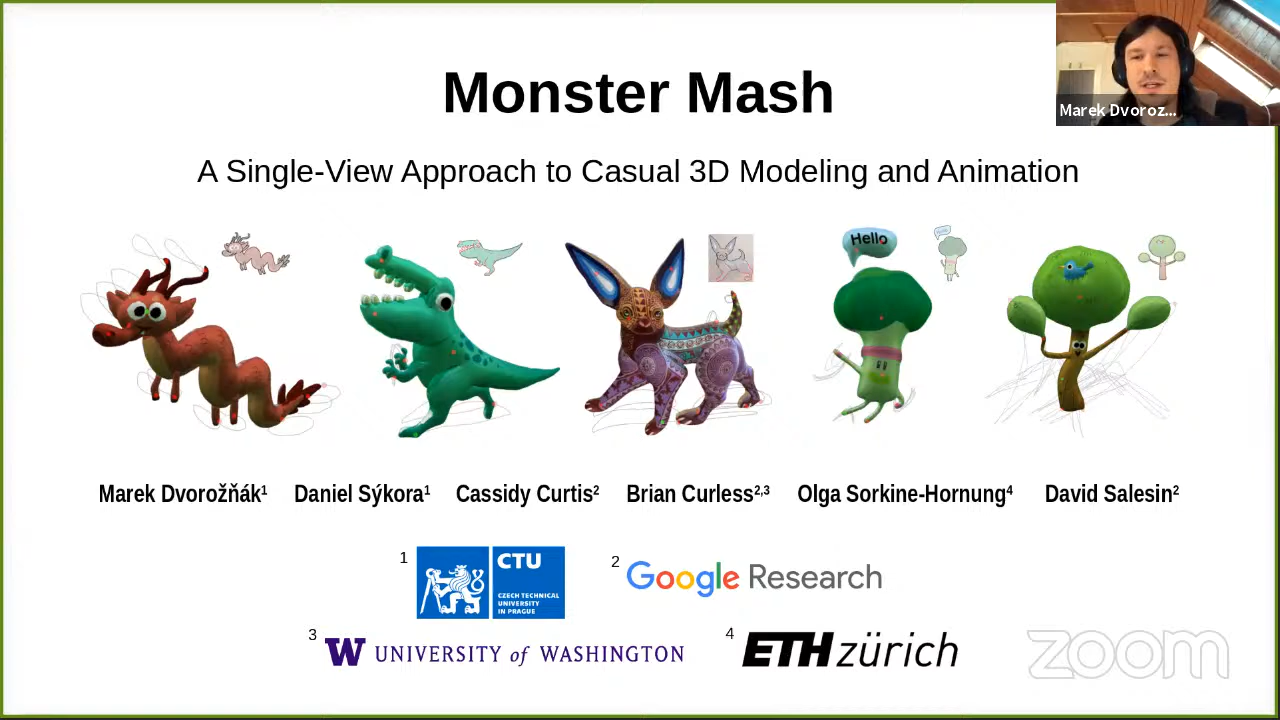 Monster Mash
Marek Dvoroz...
A Single-View Approach to Casual 3D Modeling and Animation
Hello
Marek Dvorožňák1 Daniel Sýkora1 Cassidy Curtis2 Brian Curless2,3 Olga Sorkine-Hornung4 David Salesin2
1 CTU
CZECH TECHNICAL
UNIVERSITY
IN PRAGUE
2 Google Research
3 W UNIVERSITY of WASHINGTON
4 ETH zürich
zoom